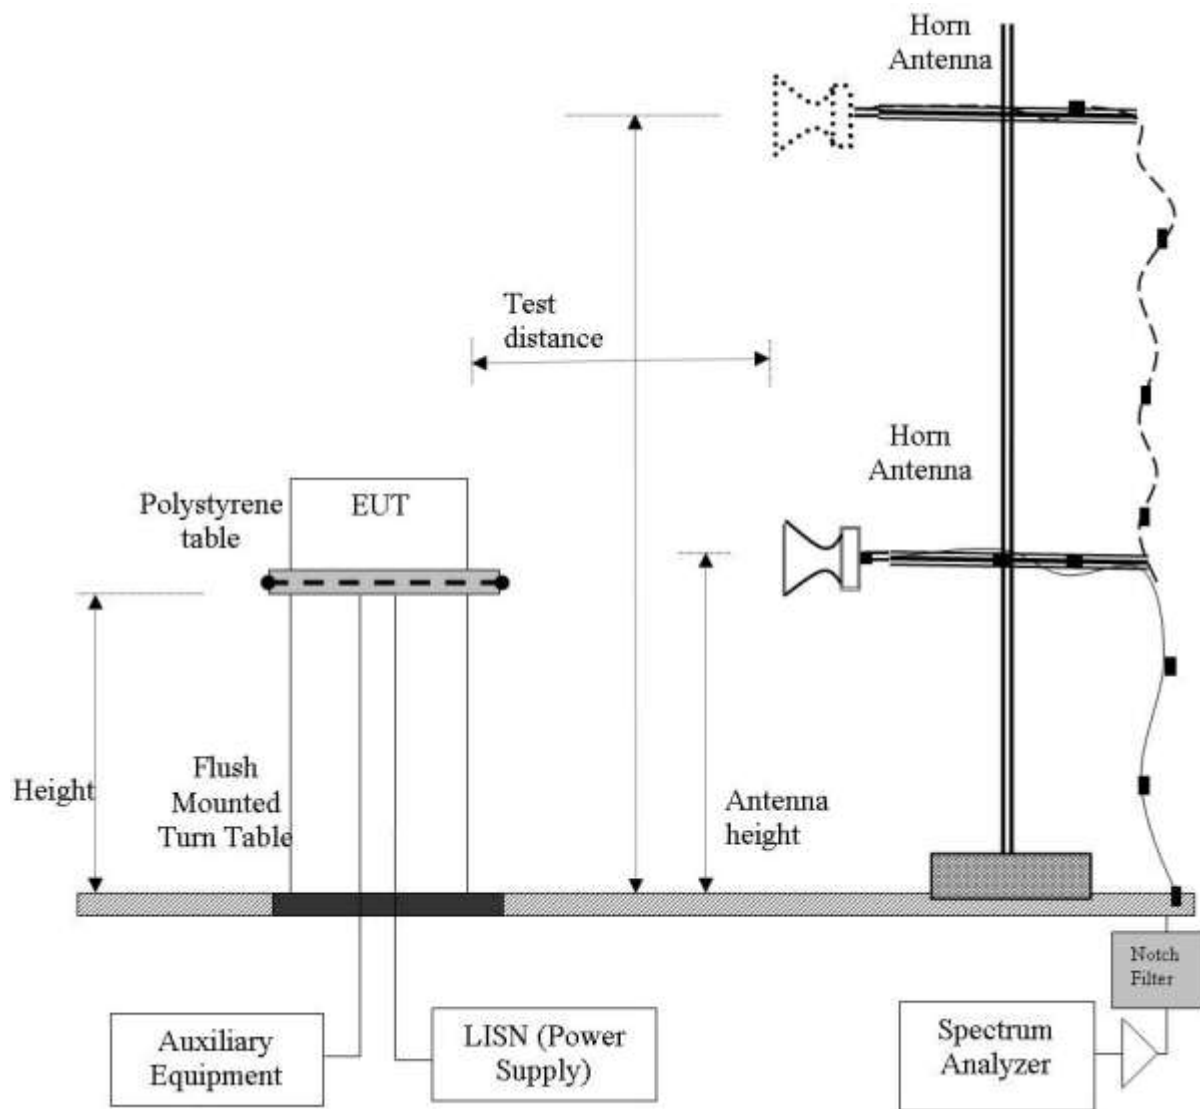 Horn
Antenna
Test
distance
Horn
Antenna
Polystyrene
table
EUT
Height
Flush
Mounted
Turn Table
Antenna
height
Notch
Filter
Auxiliary
Equipment
LISN (Power
Supply)
Spectrum
Analyzer